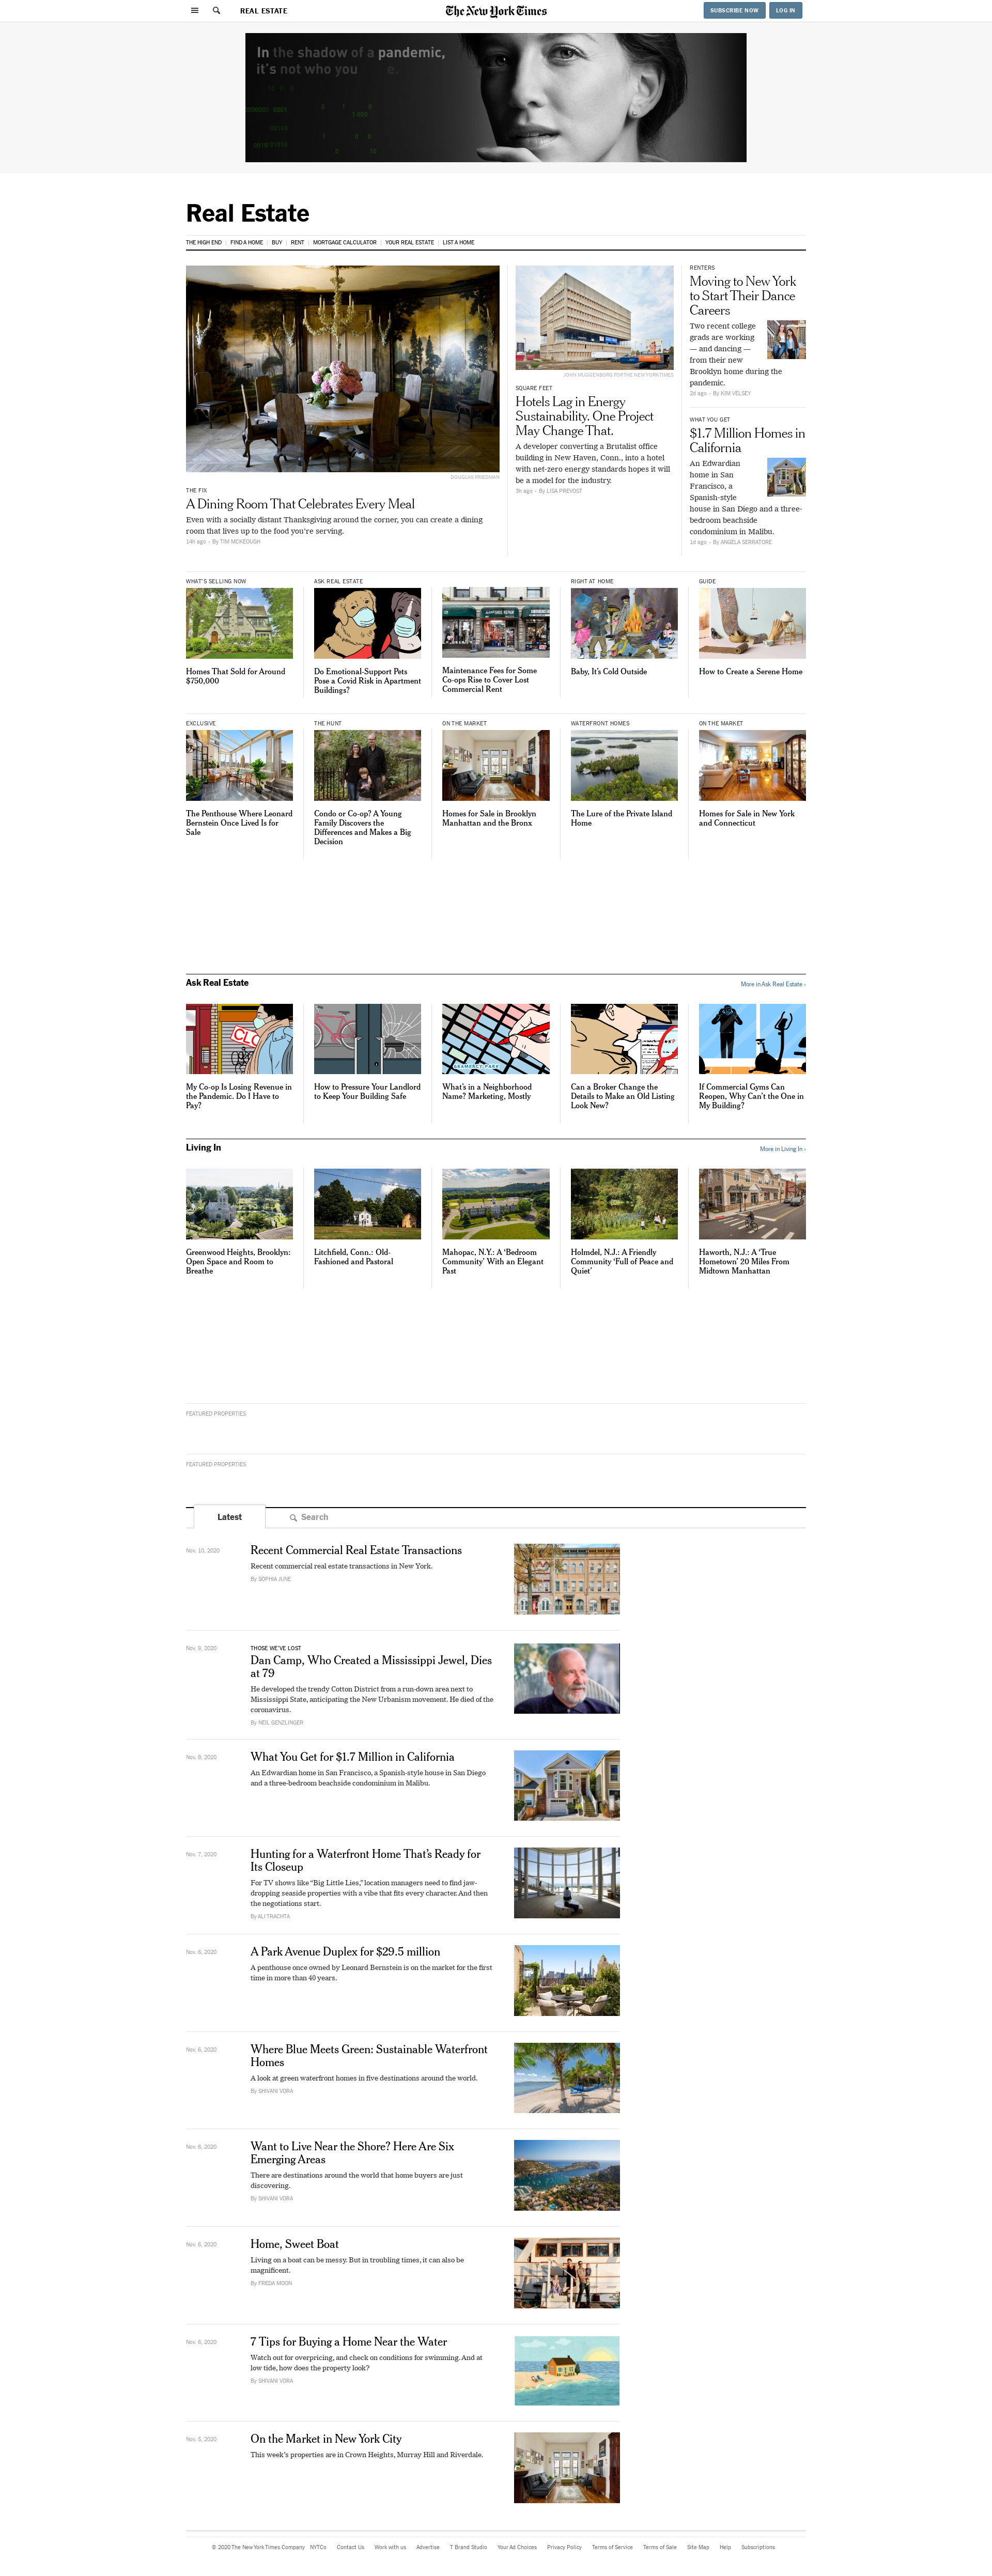 REAL ESTATE
The New York Times
SUBSCRIBE NOW
LOG IN
In the shadow of a pandemic,
it's not who you
Real Estate
THE HIGH END
FIND A HOME
BUY
RENT
MORTGAGE CALCULATOR
YOUR REAL ESTATE
LIST A HOME
DOUGLAS FRIEDMAN
THE FIX
A Dining Room That Celebrates Every Meal
Even with a socially distant Thanksgiving around the corner, you can create a dining
room that lives up to the food you're serving.
14h ago - By TIM MCKEOUGH
JOHN MUGGENBORG FOR THE NEW YORK TIMES
SQUARE FEET
Hotels Lag in Energy
Sustainability. One Project
May Change That.
A developer converting a Brutalist office
building in New Haven, Conn., into a hotel
with net-zero energy standards hopes it will
be a model for the industry.
3h ago - By LISA PREVOST
RENTERS
Moving to New York
to Start Their Dance
Careers
Two recent college
grads are working
— and dancing —
from their new
Brooklyn home during the
pandemic.
2d ago - By KIM VELSEY
WHAT YOU GET
$1.7 Million Homes in
California
An Edwardian
home in San
Francisco, a
Spanish-style
house in San Diego and a three-
bedroom beachside
condominium in Malibu.
1d ago - By ANGELA SERRATORE
WHAT'S SELLING NOW
Homes That Sold for Around
$750,000
ASK REAL ESTATE
Do Emotional-Support Pets
Pose a Covid Risk in Apartment
Buildings?
Maintenance Fees for Some
Co-ops Rise to Cover Lost
Commercial Rent
RIGHT AT HOME
Baby, It's Cold Outside
GUIDE
How to Create a Serene Home
EXCLUSIVE
The Penthouse Where Leonard
Bernstein Once Lived Is for
Sale
THE HUNT
Condo or Co-op? A Young
Family Discovers the
Differences and Makes a Big
Decision
ON THE MARKET
Homes for Sale in Brooklyn
Manhattan and the Bronx
WATERFRONT HOMES
The Lure of the Private Island
Home
ON THE MARKET
Homes for Sale in New York
and Connecticut
Ask Real Estate
More in Ask Real Estate ›
CLO
GRAMERCY PARK
My Co-op Is Losing Revenue in
the Pandemic. Do I Have to
Pay?
How to Pressure Your Landlord
to Keep Your Building Safe
What's in a Neighborhood
Name? Marketing, Mostly
Can a Broker Change the
Details to Make an Old Listing
Look New?
If Commercial Gyms Can
Reopen, Why Can't the One in
My Building?
Living In
More in Living In ›
Greenwood Heights, Brooklyn:
Open Space and Room to
Breathe
Litchfield, Conn.: Old-
Fashioned and Pastoral
Mahopac, N.Y.: A 'Bedroom
Community' With an Elegant
Past
Holmdel, N.J.: A Friendly
Community 'Full of Peace and
Quiet'
Haworth, N.J.: A 'True
Hometown' 20 Miles From
Midtown Manhattan
FEATURED PROPERTIES
FEATURED PROPERTIES
Latest
Search
Nov. 10, 2020
Recent Commercial Real Estate Transactions
Recent commercial real estate transactions in New York.
By SOPHIA JUNE
Nov. 9, 2020
THOSE WE'VE LOST
Dan Camp, Who Created a Mississippi Jewel, Dies
at 79
He developed the trendy Cotton District from a run-down area next to
Mississippi State, anticipating the New Urbanism movement. He died of the
coronavirus.
By NEIL GENZLINGER
Nov. 9, 2020
What You Get for $1.7 Million in California
An Edwardian home in San Francisco, a Spanish-style house in San Diego
and a three-bedroom beachside condominium in Malibu.
Nov. 7, 2020
Hunting for a Waterfront Home That's Ready for
Its Closeup
For TV shows like "Big Little Lies," location managers need to find jaw-
dropping seaside properties with a vibe that fits every character. And then
the negotiations start.
By ALI TRACHTA
Nov. 6, 2020
A Park Avenue Duplex for $29.5 million
A penthouse once owned by Leonard Bernstein is on the market for the first
time in more than 40 years.
Nov. 6, 2020
Where Blue Meets Green: Sustainable Waterfront
Homes
A look at green waterfront homes in five destinations around the world.
By SHIVANI VORA
Nov. 6, 2020
Want to Live Near the Shore? Here Are Six
Emerging Areas
There are destinations around the world that home buyers are just
discovering.
By SHIVANI VORA
Nov. 6, 2020
Home, Sweet Boat
Living on a boat can be messy. But in troubling times, it can also be
magnificent.
By FREDA MOON
Nov. 6, 2020
7 Tips for Buying a Home Near the Water
Watch out for overpricing, and check on conditions for swimming. And at
low tide, how does the property look?
By SHIVANI VORA
Nov. 5, 2020
On the Market in New York City
This week's properties are in Crown Heights, Murray Hill and Riverdale.
© 2020 The New York Times Company
NYTCo
Contact Us
Work with us
Advertise
T Brand Studio
Your Ad Choices
Privacy Policy
Terms of Service
Terms of Sale
Site Map
Help
Subscriptions